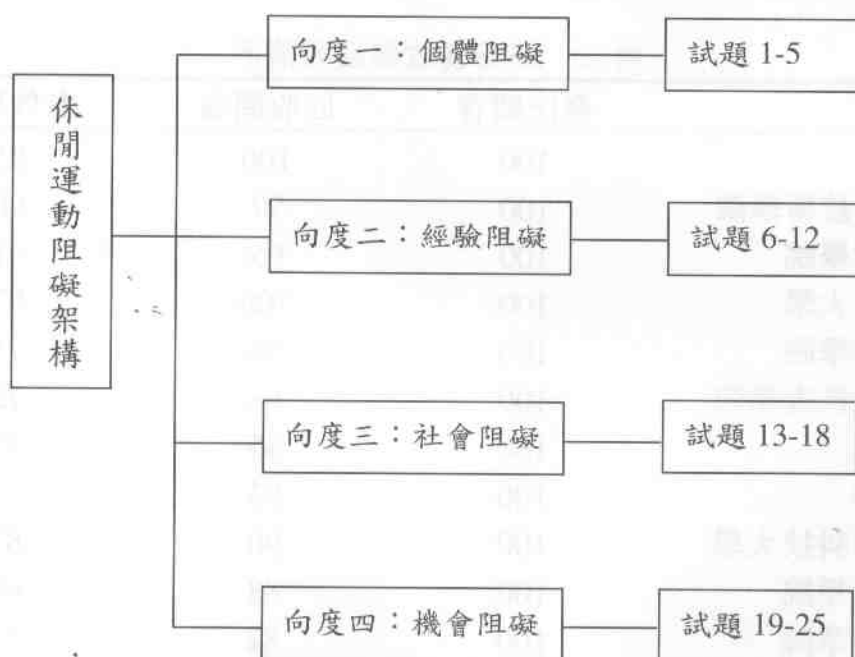 休閒運動阻礙架構
向度一：個體阻礙
試題 1-5
向度二：經驗阻礙
試題 6-12
向度三：社會阻礙
試題 13-18
向度四：機會阻礙
試題 19-25